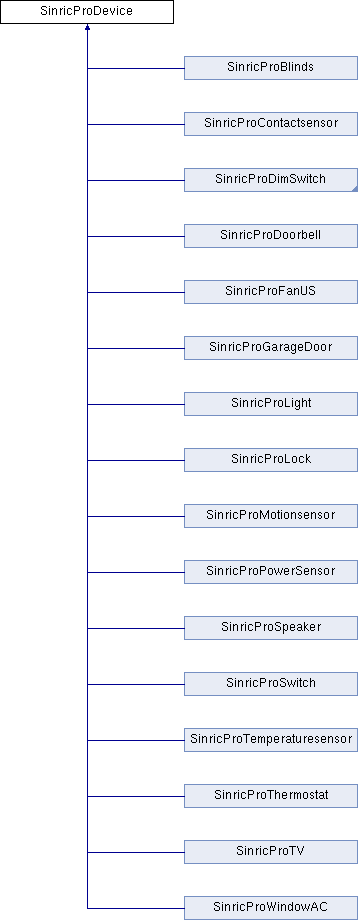 SinricProDevice
SinricProBlinds
SinricProContactsensor
SinricProDimSwitch
SinricProDoorbell
SinricProFanUS
SinricProGarageDoor
SinricProLight
SinricProLock
SinricProMotionsensor
SinricProPowerSensor
SinricProSpeaker
SinricProSwitch
SinricProTemperaturesensor
SinricProThermostat
SinricProTV
SinricProWindowAC